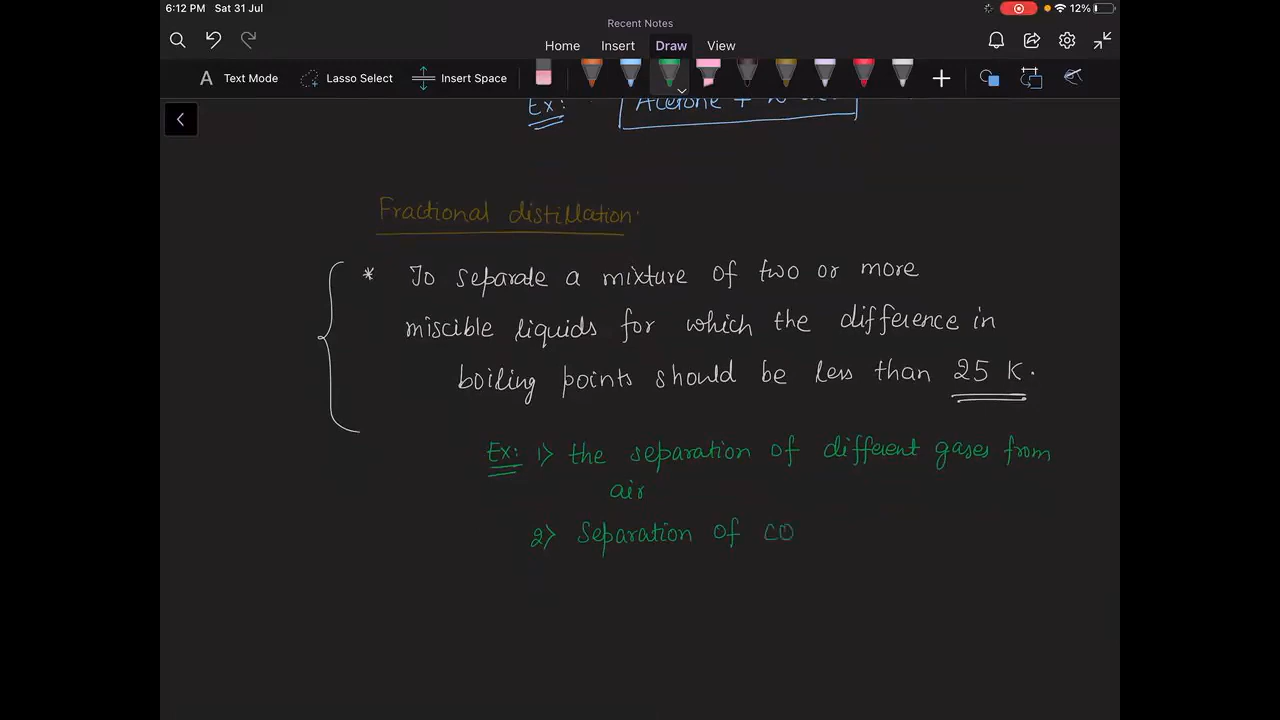 6:12 PM Sat 31 Jul
12%
Recent Notes
Home Insert Draw View
Text Mode Lasso Select Insert Space
Ex: Acetone +
Fractional distillation:
* To separate a mixture of two or more
miscible liquids for which the difference in
boiling points should be less than 25 K.
Ex: 1) the separation of different gases from
air
2) Separation of CO